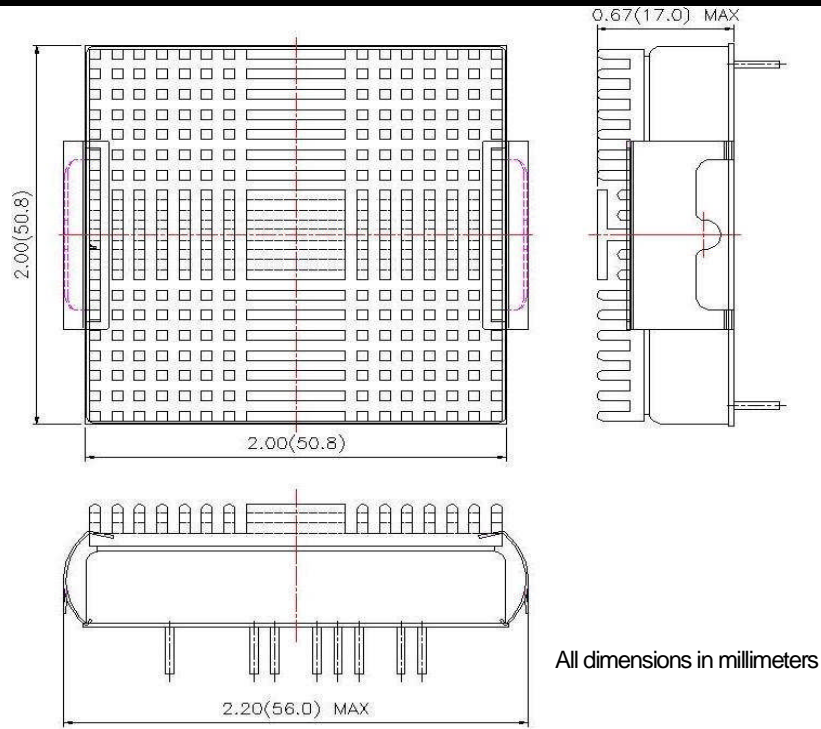 0.67(17.0) MAX
2.00(50.8)
2.00(50.8)
All dimensions in millimeters
2.20(56.0) MAX